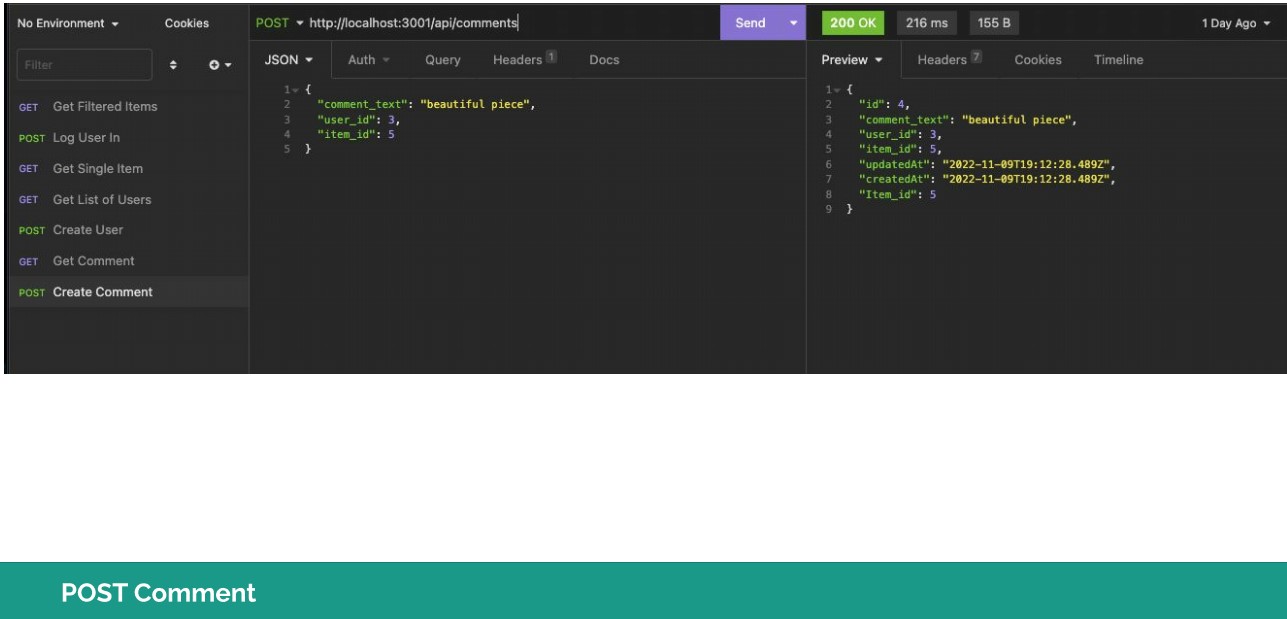 No Environment
Cookies
Filter
GET Get Filtered Items
POST Log User In
GET Get Single Item
GET Get List of Users
POST Create User
GET Get Comment
POST Create Comment
POST http://localhost:3001/api/comments Send
JSON Auth Query Headers 1 Docs
1 {
2 "comment_text": "beautiful piece",
3 "user_id": 3,
4 "item_id": 5
5 }
200 OK 216 ms 155 B 1 Day Ago
Preview Headers 7 Cookies Timeline
1 {
2 "id": 4,
3 "comment_text": "beautiful piece",
4 "user_id": 3,
5 "item_id": 5,
6 "updatedAt": "2022-11-09T19:12:28.489Z",
7 "createdAt": "2022-11-09T19:12:28.489Z",
8 "Item_id": 5
9 }
POST Comment